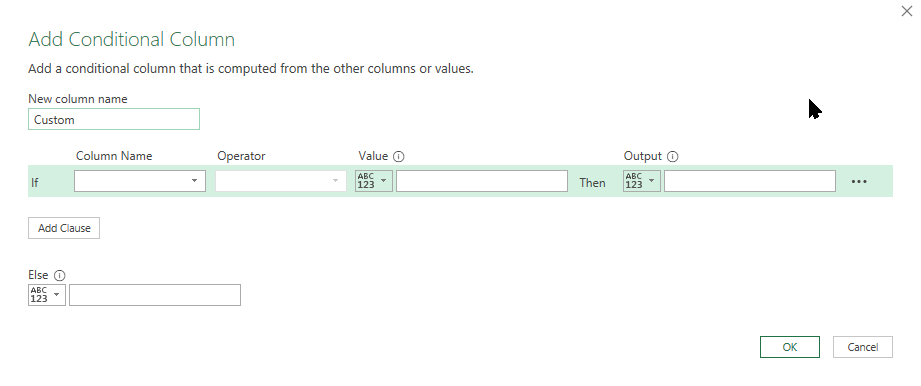 Add Conditional Column
Add a conditional column that is computed from the other columns or values.
New column name
Custom
Column Name Operator Value Output
If ABC 123 Then ABC 123 •••
Add Clause
Else
ABC 123
OK Cancel